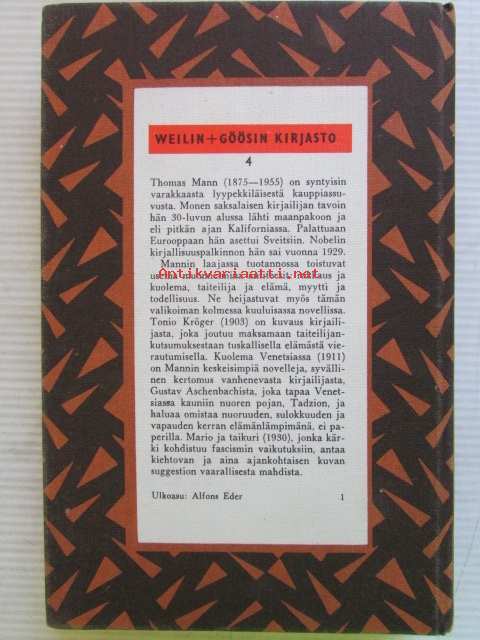 WEILIN+GÖÖSIN KIRJASTO
4
Thomas Mann (1875—1955) on syntyisin
varakkaasta lyypekkiläisestä kauppiassu-
vusta. Monen saksalaisen kirjailijan tavoin
hän 30-luvun alussa lähti maanpakoon ja
eli pitkän ajan Kaliforniassa. Palattuaan
Eurooppaan hän asettui Sveitsiin. Nobelin
kirjallisuuspalkinnon hän sai vuonna 1929.
Mannin laajassa tuotannossa toistuvat
Antikvariaatti.net
ja
kuolema, taiteilija ja elämä, myytti ja
todellisuus. Ne heijastuvat myös tämän
valikoiman kolmessa kuuluisassa novellissa.
Tonio Kröger (1903) on kuvaus kirjaili-
jasta, joka joutuu maksamaan taiteilijan-
kutsumuksestaan tuskallisella elämästä vie-
rautumisella. Kuolema Venetsiassa (1911)
on Mannin keskeisimpiä novelleja, syvälli-
nen kertomus vanhenevasta kirjailijasta,
Gustav Aschenbachista, joka tapaa Venet-
siassa kauniin nuoren pojan, Tadzion, ja
haluaa omistaa nuoruuden, sulokkuuden ja
vapauden kerran elämänlämpimänä, ei pa-
perilla. Mario ja taikuri (1930), jonka kär-
ki kohdistuu fascismin vaikutuksiin, antaa
kiehtovan ja aina ajankohtaisen kuvan
suggestion vaarallisesta mahdista.
Ulkoasu: Alfons Eder 1